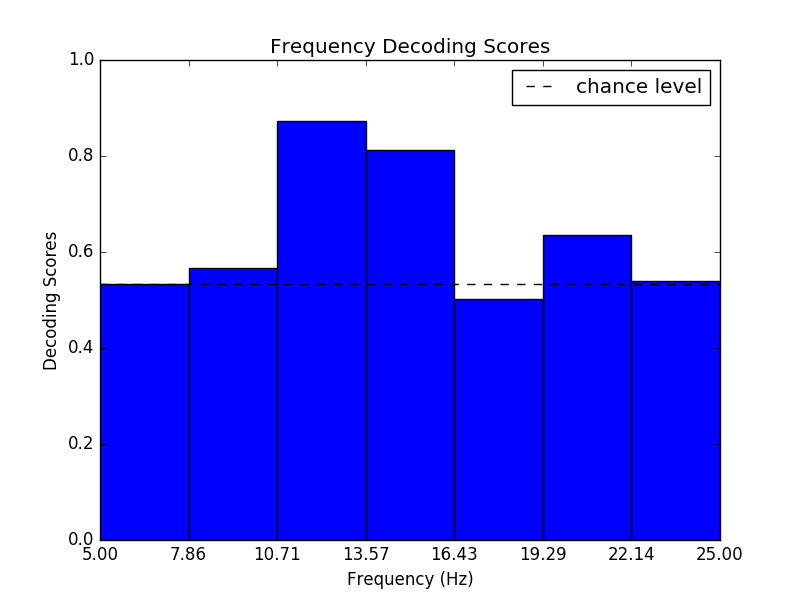 Frequency Decoding Scores
chance level
1.0
0.8
0.6
0.4
0.2
0.0
Decoding Scores
5.00 7.86 10.71 13.57 16.43 19.29 22.14 25.00
Frequency (Hz)